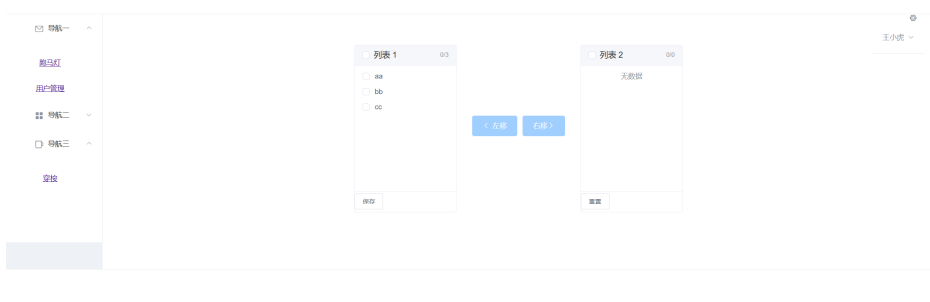 导航一
跑马灯
用户管理
导航二
导航三
穿梭
王小虎
列表 1 0/3
aa
bb
cc
保存
左移
右移
列表 2 0/0
无数据
重置